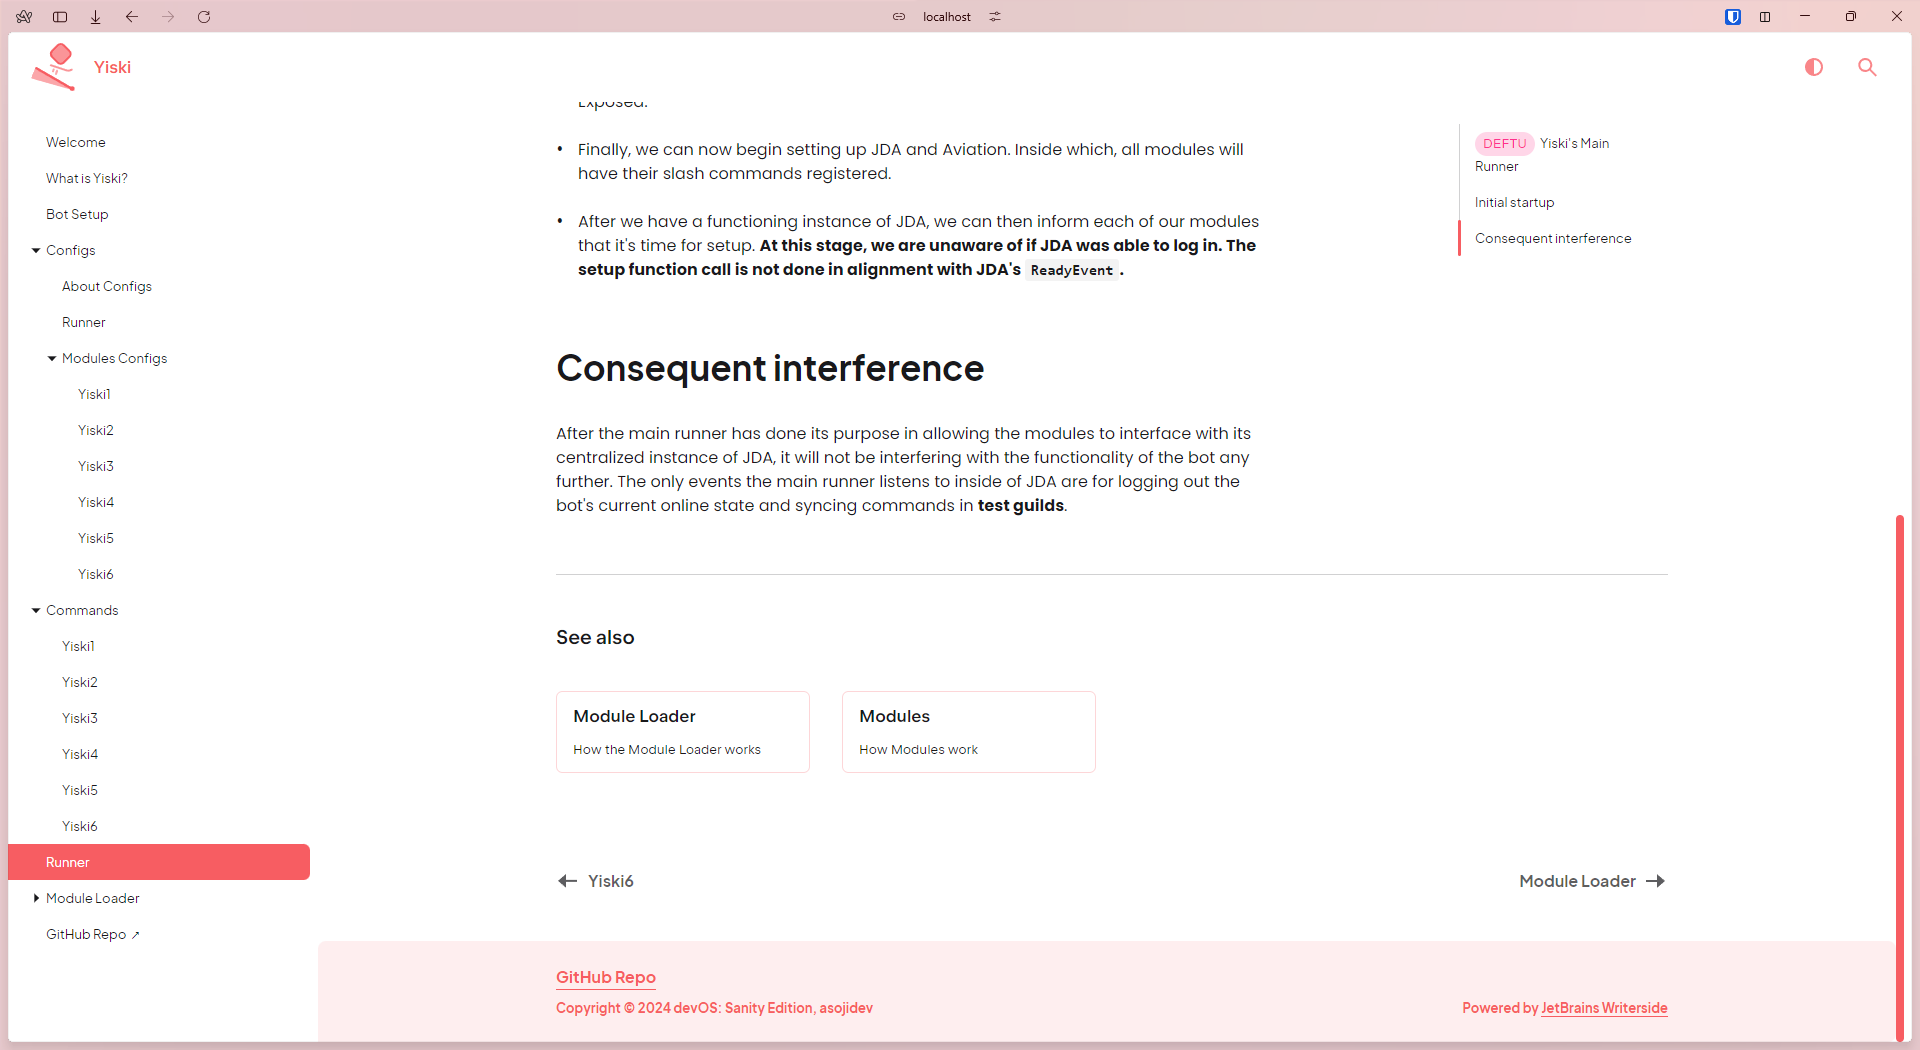 localhost
Yiski
Welcome
What is Yiski?
Bot Setup
Configs
About Configs
Runner
Modules Configs
Yiski1
Yiski2
Yiski3
Yiski4
Yiski5
Yiski6
Commands
Yiski1
Yiski2
Yiski3
Yiski4
Yiski5
Yiski6
Runner
Module Loader
GitHub Repo ↗
Exposed.
• Finally, we can now begin setting up JDA and Aviation. Inside which, all modules will
have their slash commands registered.
• After we have a functioning instance of JDA, we can then inform each of our modules
that it's time for setup. At this stage, we are unaware of if JDA was able to log in. The
setup function call is not done in alignment with JDA's ReadyEvent.
Consequent interference
After the main runner has done its purpose in allowing the modules to interface with its
centralized instance of JDA, it will not be interfering with the functionality of the bot any
further. The only events the main runner listens to inside of JDA are for logging out the
bot's current online state and syncing commands in test guilds.
See also
Module Loader
How the Module Loader works
Modules
How Modules work
← Yiski6
Module Loader →
DEFTU Yiski's Main
Runner
Initial startup
Consequent interference
GitHub Repo
Copyright © 2024 devOS: Sanity Edition, asojidev
Powered by JetBrains Writerside